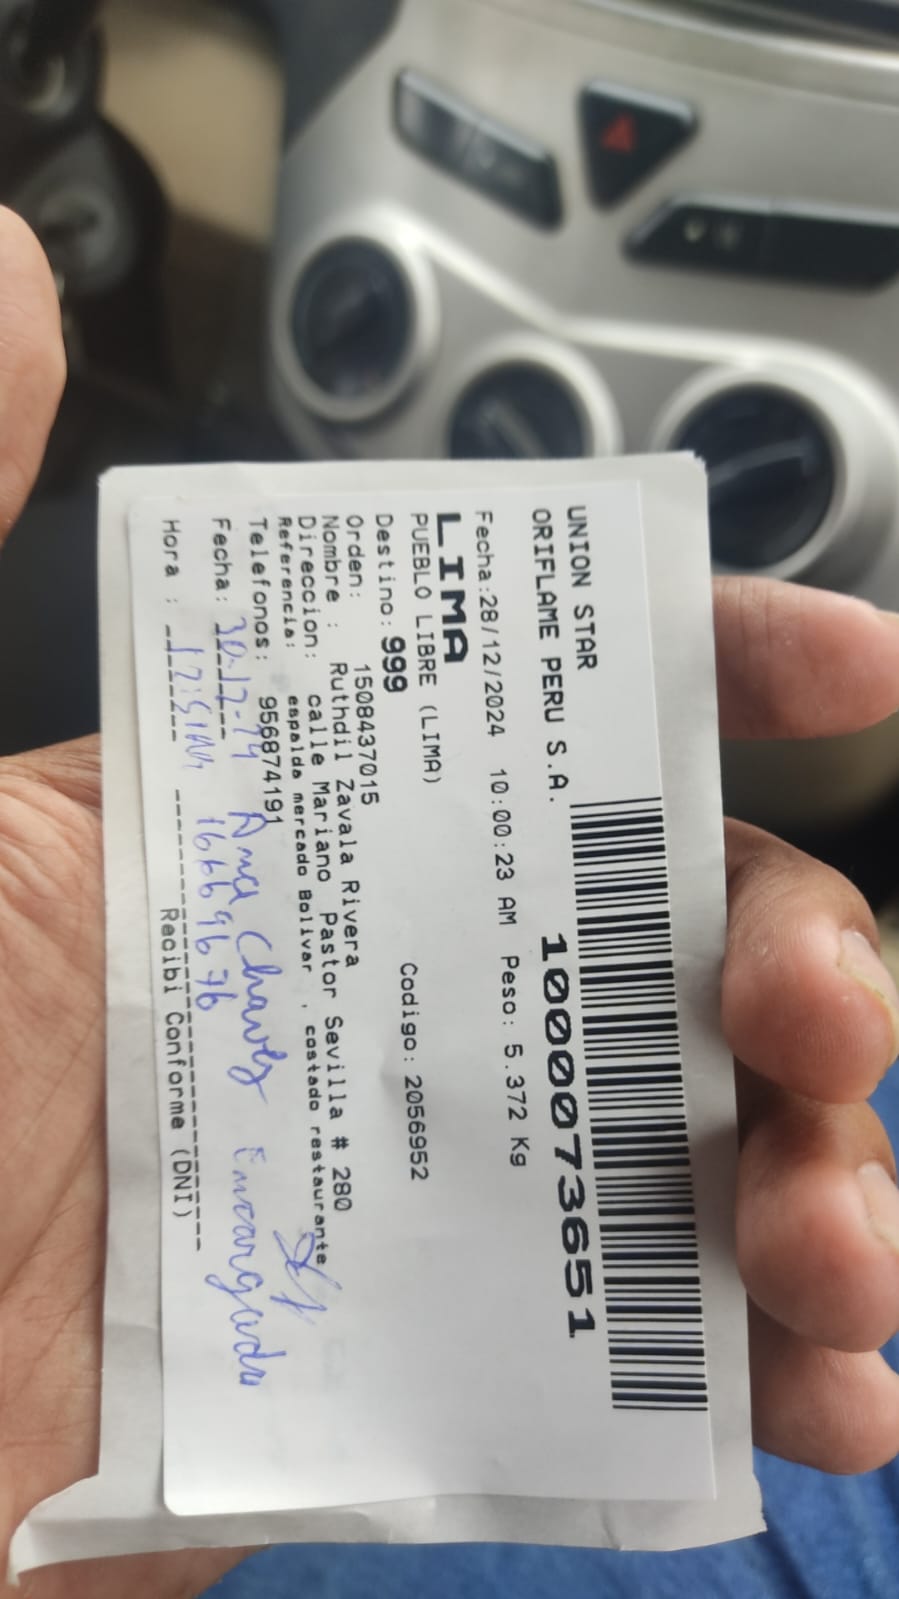 UNION STAR
ORIFLAME PERU S.A.
1000073651
Fecha:28/12/2024 10:00:23 AM Peso: 5.372 Kg
LIMA
PUEBLO LIBRE (LIMA)
Destino: 999 Codigo: 2056952
Orden: 1508437015
Nombre : Ruthdil Zavala Rivera
Direccion: calle Mariano Pastor Sevilla # 280
Referencia: espalda mercado Bolivar , costado restaurante
Telefonos: 956874191
Fecha: 30-12-24 Ana Chavez Encargada
Hora : 16669676
Recibi Conforme (DNI)